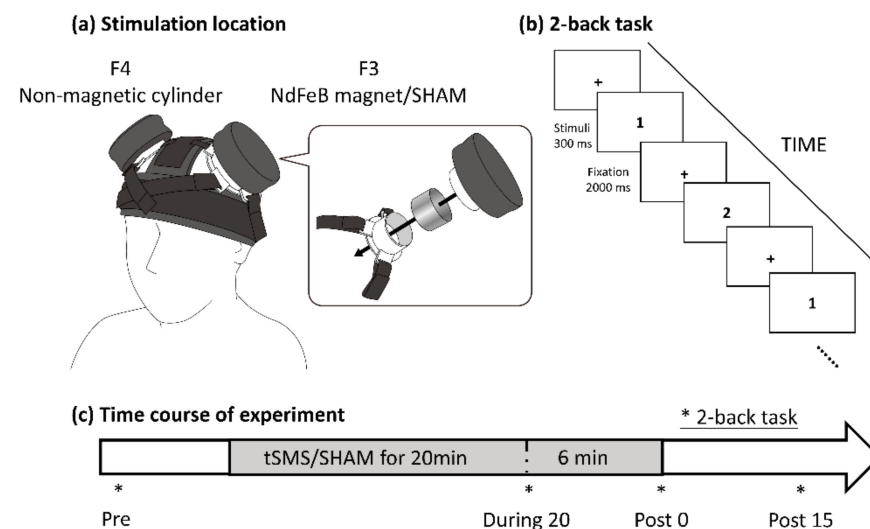 (a) Stimulation location
F4
Non-magnetic cylinder
F3
NdFeB magnet/SHAM
(b) 2-back task
+
1
Stimuli
300 ms
+
Fixation
2000 ms
2
+
1
TIME
(c) Time course of experiment
* 2-back task
tSMS/SHAM for 20min
6 min
* * * *
Pre During 20 Post 0 Post 15